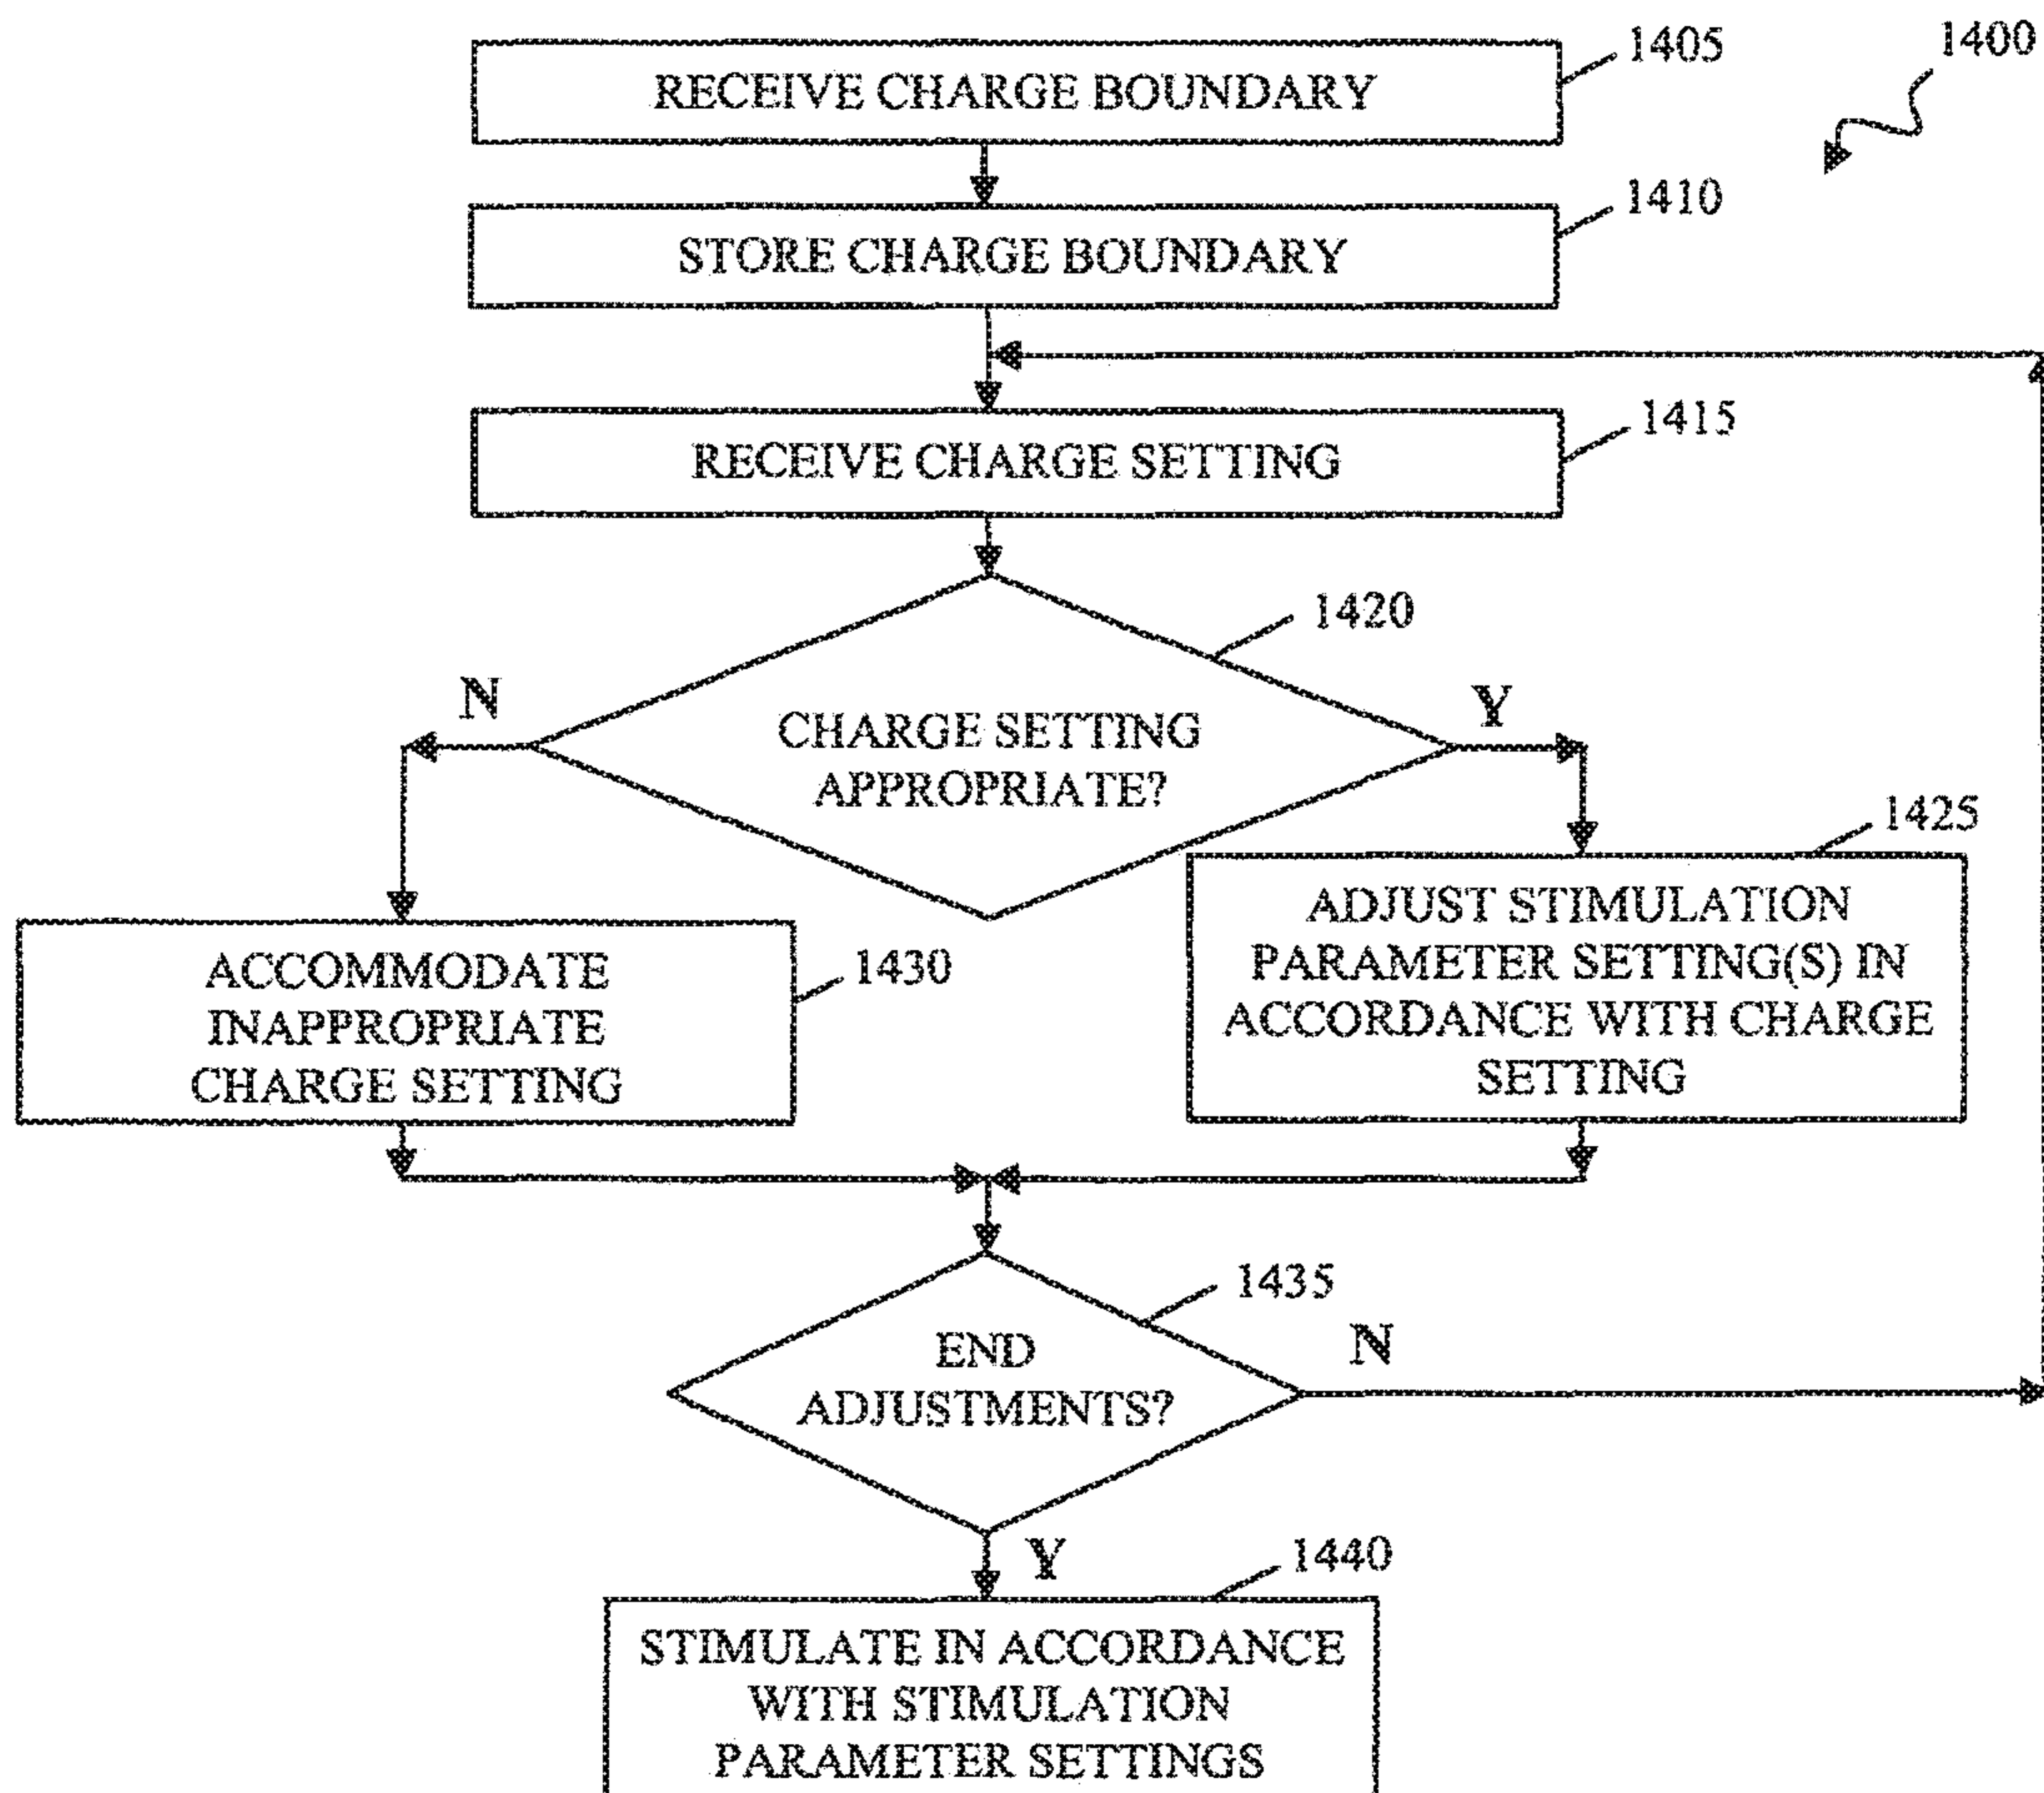 1400
1405
RECEIVE CHARGE BOUNDARY
1410
STORE CHARGE BOUNDARY
1415
RECEIVE CHARGE SETTING
1420
N
Y
CHARGE SETTING
APPROPRIATE?
1425
ADJUST STIMULATION
PARAMETER SETTING(S) IN
ACCORDANCE WITH CHARGE
SETTING
1430
ACCOMMODATE
INAPPROPRIATE
CHARGE SETTING
1435
END
ADJUSTMENTS?
N
Y
1440
STIMULATE IN ACCORDANCE
WITH STIMULATION
PARAMETER SETTINGS